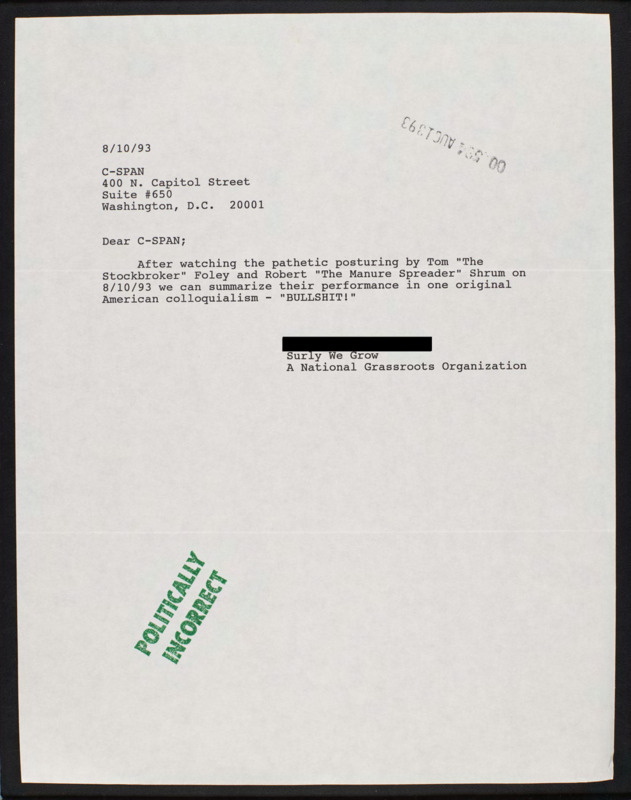 8/10/93
C-SPAN
400 N. Capitol Street
Suite #650
Washington, D.C. 20001
Dear C-SPAN;
After watching the pathetic posturing by Tom "The
Stockbroker" Foley and Robert "The Manure Spreader" Shrum on
8/10/93 we can summarize their performance in one original
American colloquialism - "BULLSHIT!"
Surly We Grow
A National Grassroots Organization
POLITICALLY
INCORRECT